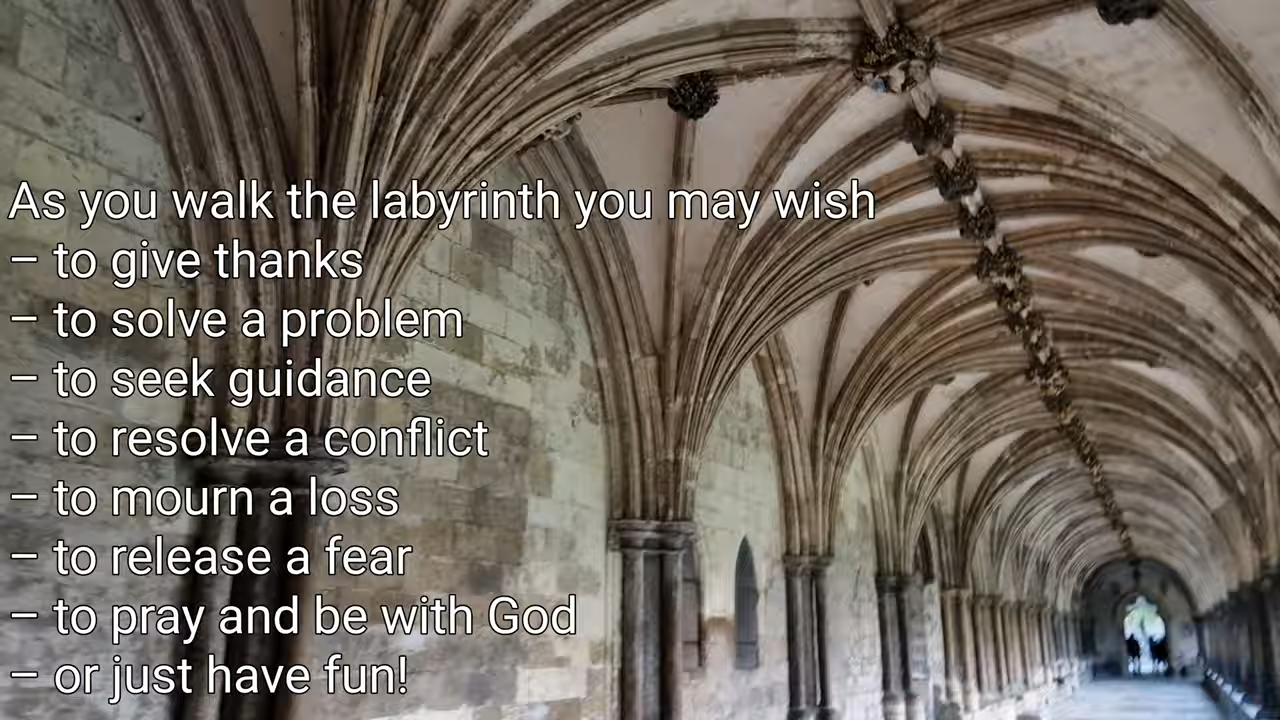 As you walk the labyrinth you may wish
– to give thanks
– to solve a problem
– to seek guidance
– to resolve a conflict
– to mourn a loss
– to release a fear
– to pray and be with God
– or just have fun!